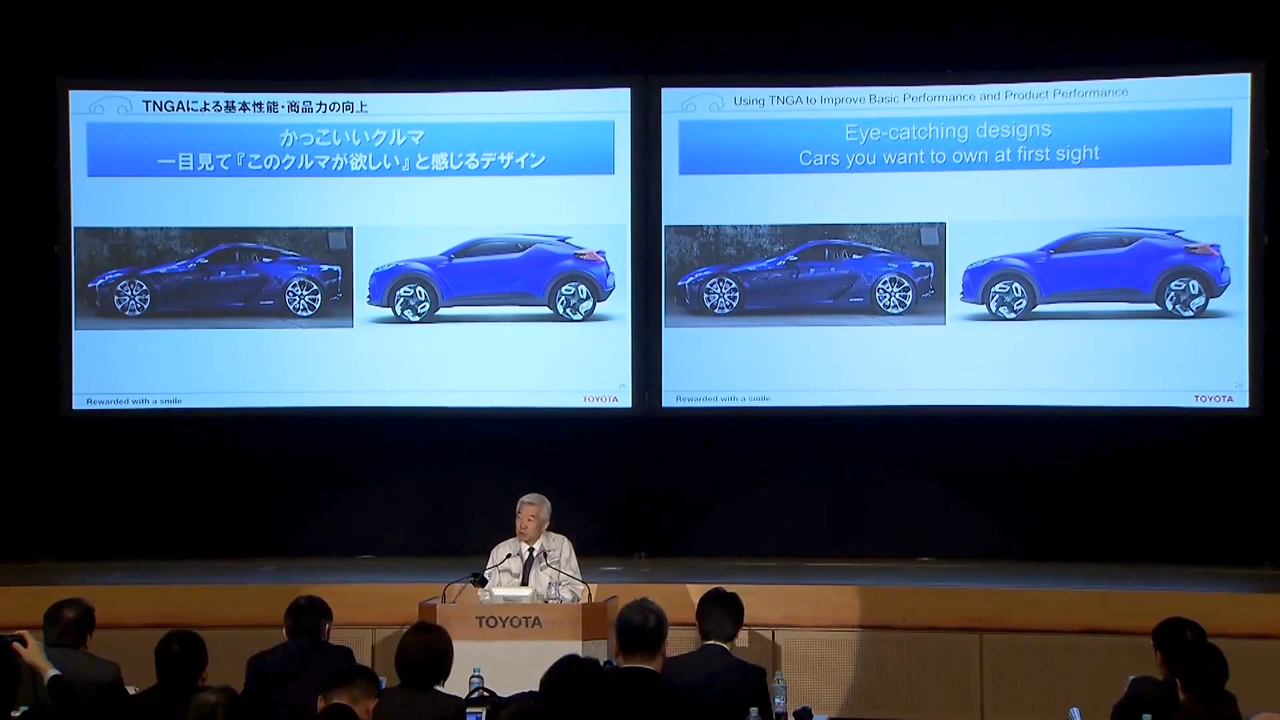 TNGAによる基本性能・商品力の向上
かっこいいクルマ
一目見て『このクルマが欲しい』と感じるデザイン
26
Rewarded with a smile
TOYOTA
Using TNGA to Improve Basic Performance and Product Performance
Eye-catching designs
Cars you want to own at first sight
26
Rewarded with a smile
TOYOTA
TOYOTA